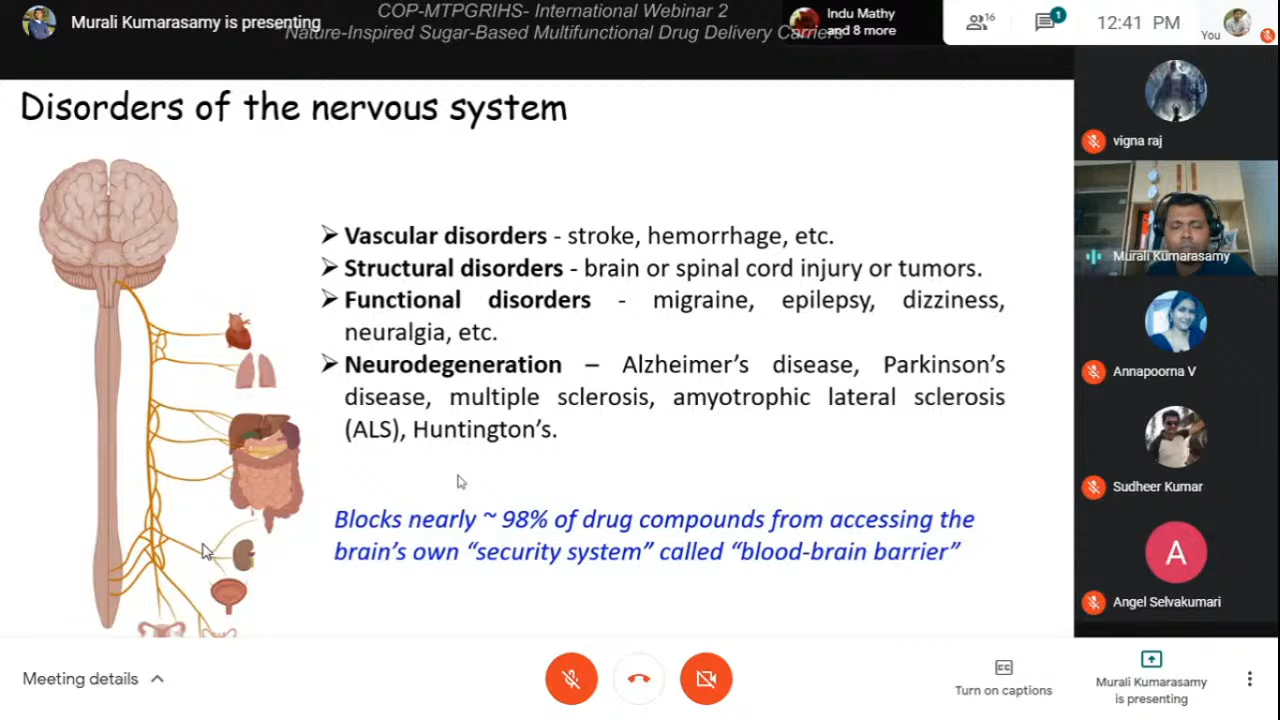 Murali Kumarasamy is presenting
COP-MTPGRIHS- International Webinar 2
Nature-Inspired Sugar-Based Multifunctional Drug Delivery Carriers
Indu Mathy
and 8 more
16
1
12:41 PM
You
Disorders of the nervous system
➢ Vascular disorders - stroke, hemorrhage, etc.
➢ Structural disorders - brain or spinal cord injury or tumors.
➢ Functional disorders - migraine, epilepsy, dizziness,
neuralgia, etc.
➢ Neurodegeneration – Alzheimer's disease, Parkinson's
disease, multiple sclerosis, amyotrophic lateral sclerosis
(ALS), Huntington's.
Blocks nearly ~ 98% of drug compounds from accessing the
brain's own “security system” called “blood-brain barrier”
vigna raj
Murali Kumarasamy
Annapoorna V
Sudheer Kumar
A
Angel Selvakumari
Meeting details
CC
Turn on captions
Murali Kumarasamy
is presenting